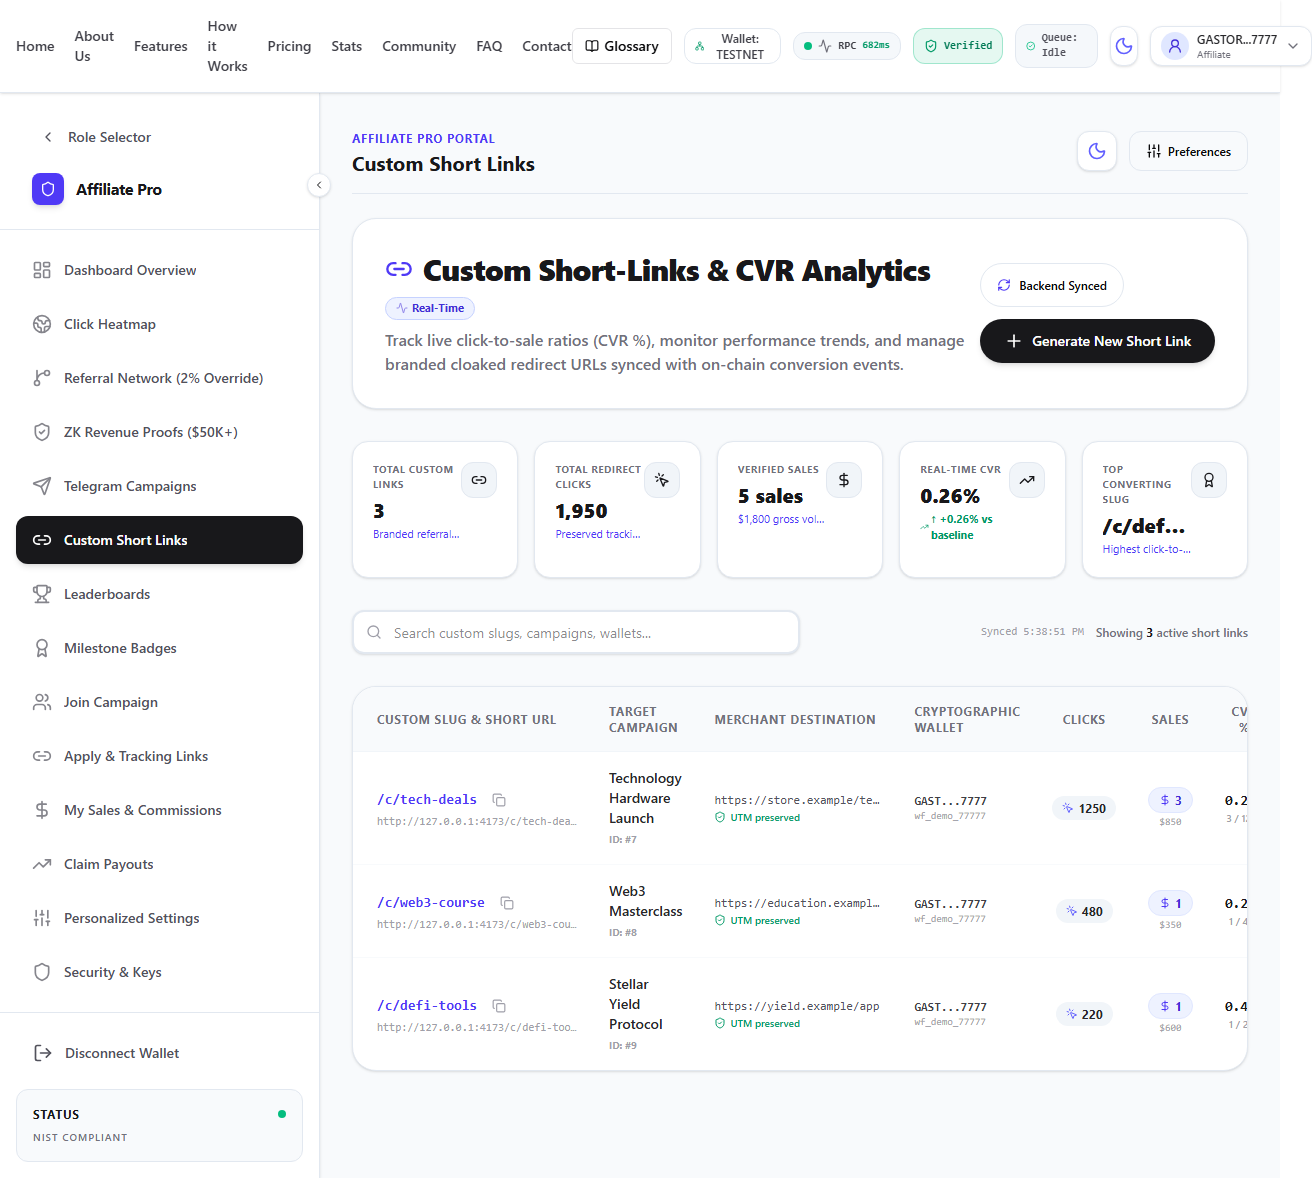 Home
About Us
Features
How it Works
Pricing
Stats
Community
FAQ
Contact
Glossary
Wallet: TESTNET
RPC 682ms
Verified
Queue: Idle
GASTOR...7777
Affiliate
Role Selector
Affiliate Pro
Dashboard Overview
Click Heatmap
Referral Network (2% Override)
ZK Revenue Proofs ($50K+)
Telegram Campaigns
Custom Short Links
Leaderboards
Milestone Badges
Join Campaign
Apply & Tracking Links
My Sales & Commissions
Claim Payouts
Personalized Settings
Security & Keys
Disconnect Wallet
STATUS
NIST COMPLIANT
AFFILIATE PRO PORTAL
Custom Short Links
Preferences
Custom Short-Links & CVR Analytics
Real-Time
Track live click-to-sale ratios (CVR %), monitor performance trends, and manage
branded cloaked redirect URLs synced with on-chain conversion events.
Backend Synced
Generate New Short Link
TOTAL CUSTOM
LINKS
3
Branded referral...
TOTAL REDIRECT
CLICKS
1,950
Preserved tracki...
VERIFIED SALES
5 sales
$1,800 gross vol...
REAL-TIME CVR
0.26%
↑ +0.26% vs
baseline
TOP
CONVERTING
SLUG
/c/def...
Highest click-to-...
Search custom slugs, campaigns, wallets...
Synced 5:38:51 PM
Showing 3 active short links
CUSTOM SLUG & SHORT URL
TARGET
CAMPAIGN
MERCHANT DESTINATION
CRYPTOGRAPHIC
WALLET
CLICKS
SALES
CV
%
/c/tech-deals
http://127.0.0.1:4173/c/tech-dea…
Technology
Hardware
Launch
ID: #7
https://store.example/te…
UTM preserved
GAST...7777
wf_demo_77777
1250
$ 3
$850
0.2
3 / 1
/c/web3-course
http://127.0.0.1:4173/c/web3-cou…
Web3
Masterclass
ID: #8
https://education.exampl…
UTM preserved
GAST...7777
wf_demo_77777
480
$ 1
$350
0.2
1 / 4
/c/defi-tools
http://127.0.0.1:4173/c/defi-too…
Stellar
Yield
Protocol
ID: #9
https://yield.example/app
UTM preserved
GAST...7777
wf_demo_77777
220
$ 1
$600
0.4
1 / 2